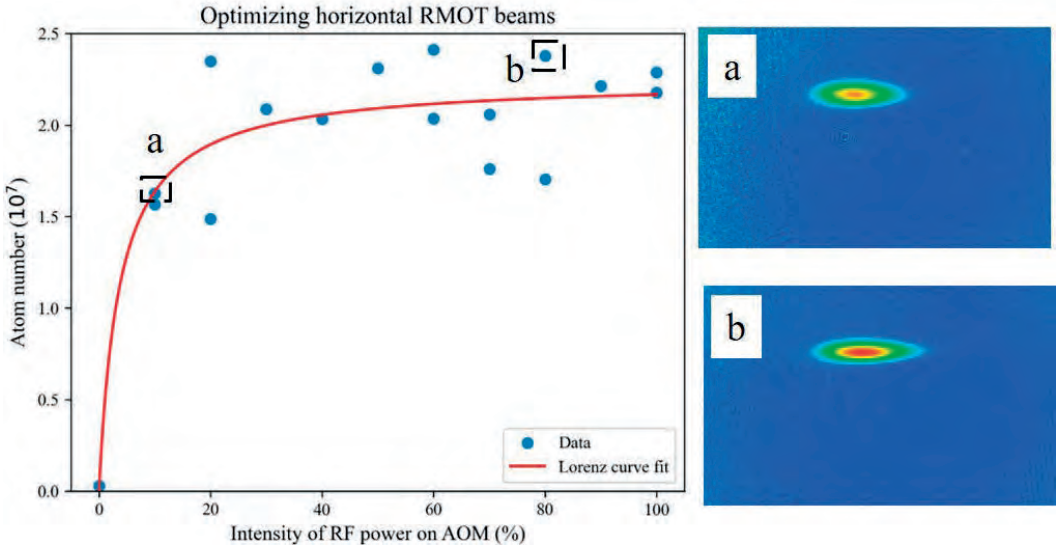 Optimizing horizontal RMOT beams
Atom number (10⁷)
2.5
2.0
1.5
1.0
0.5
0.0
a
b
Data
Lorenz curve fit
0 20 40 60 80 100
Intensity of RF power on AOM (%)
a
b